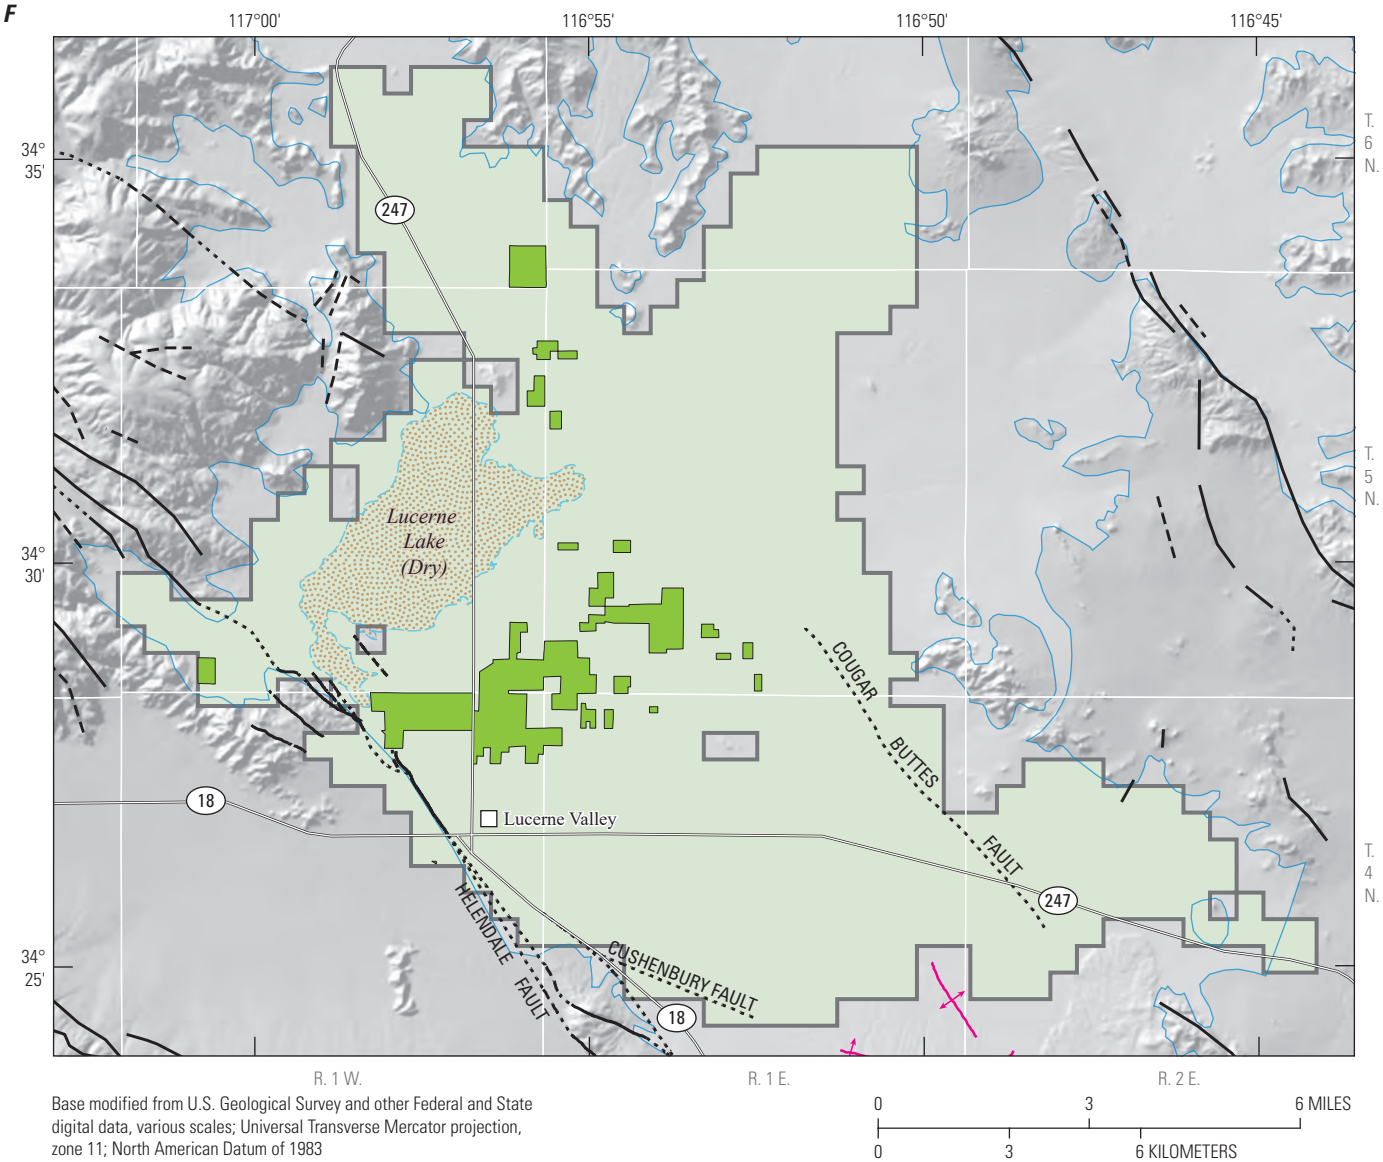 F
117°00'
116°55'
116°50'
116°45'
34°
35'
T.
6
N.
247
Lucerne
Lake
(Dry)
T.
5
N.
34°
30'
COUGAR
BUTTES
FAULT
18
Lucerne Valley
T.
4
N.
247
HELENDALE
FAULT
CUSHENBURY FAULT
34°
25'
18
R. 1 W.
R. 1 E.
R. 2 E.
Base modified from U.S. Geological Survey and other Federal and State
digital data, various scales; Universal Transverse Mercator projection,
zone 11; North American Datum of 1983
0
3
6 MILES
0
3
6 KILOMETERS